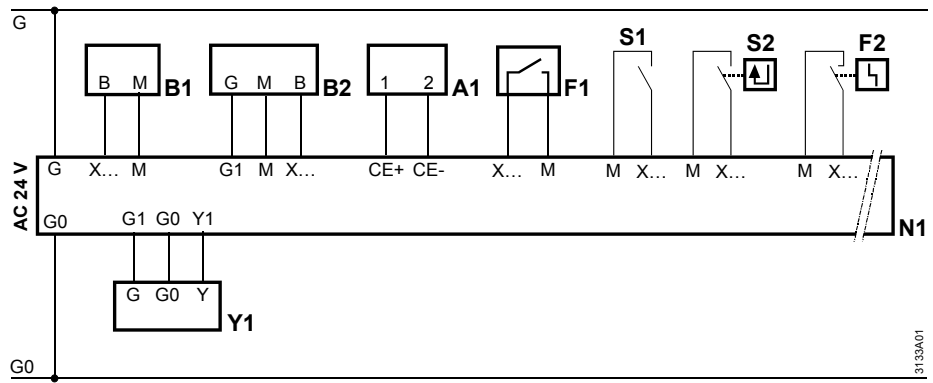 G
B M B1
G M B B2
1 2 A1
F1
S1
S2
F2
AC 24 V
G X... M G1 M X... CE+ CE- X... M M X... M X... M X...
G0 G1 G0 Y1
N1
G G0 Y
Y1
G0
3133A01